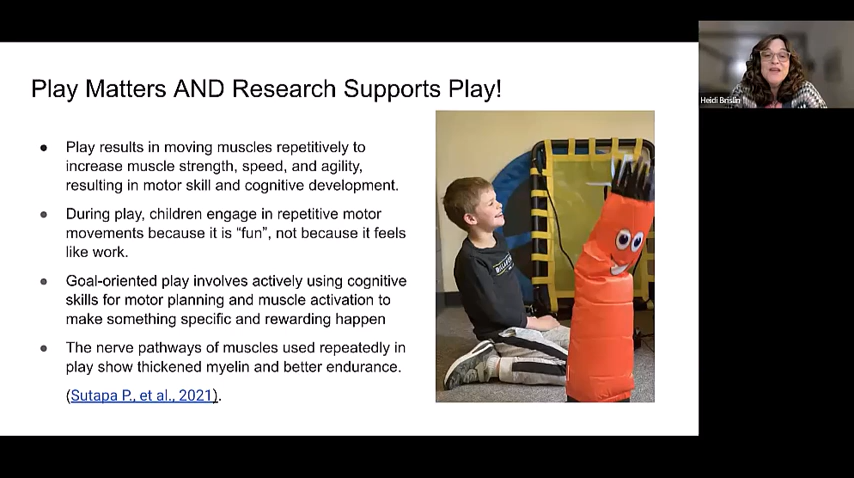 Play Matters AND Research Supports Play!
Heidi Brislin
● Play results in moving muscles repetitively to
increase muscle strength, speed, and agility,
resulting in motor skill and cognitive development.
● During play, children engage in repetitive motor
movements because it is “fun”, not because it feels
like work.
● Goal-oriented play involves actively using cognitive
skills for motor planning and muscle activation to
make something specific and rewarding happen
● The nerve pathways of muscles used repeatedly in
play show thickened myelin and better endurance.
(Sutapa P., et al., 2021).